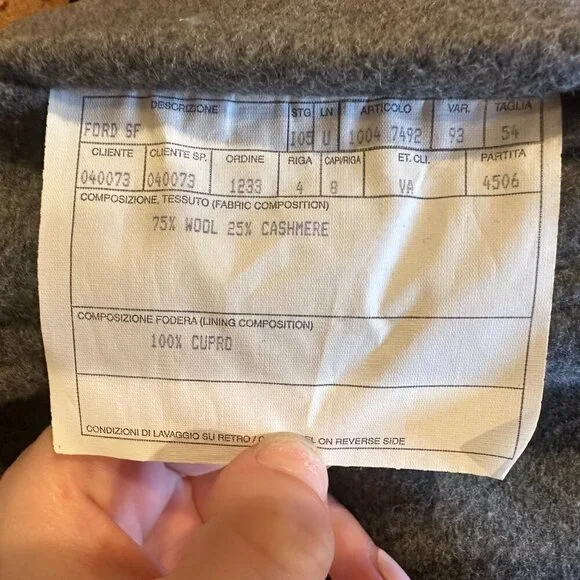 DESCRIZIONE STG LN ARTICOLO VAR. TAGLIA
FORD SF 105 U 1004 7492 93 54
CLIENTE CLIENTE SP. ORDINE RIGA CAP/RIGA ET. CLI. PARTITA
040073 040073 1233 4 8 VA 4506
COMPOSIZIONE, TESSUTO (FABRIC COMPOSITION)
75% WOOL 25% CASHMERE
COMPOSIZIONE FODERA (LINING COMPOSITION)
100% CUPRO
CONDIZIONI DI LAVAGGIO SU RETRO / ON REVERSE SIDE